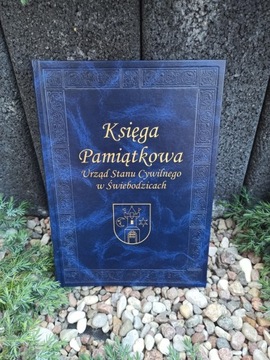 Księga
Pamiątkowa
Urząd Stanu Cywilnego
w Świebodzicach